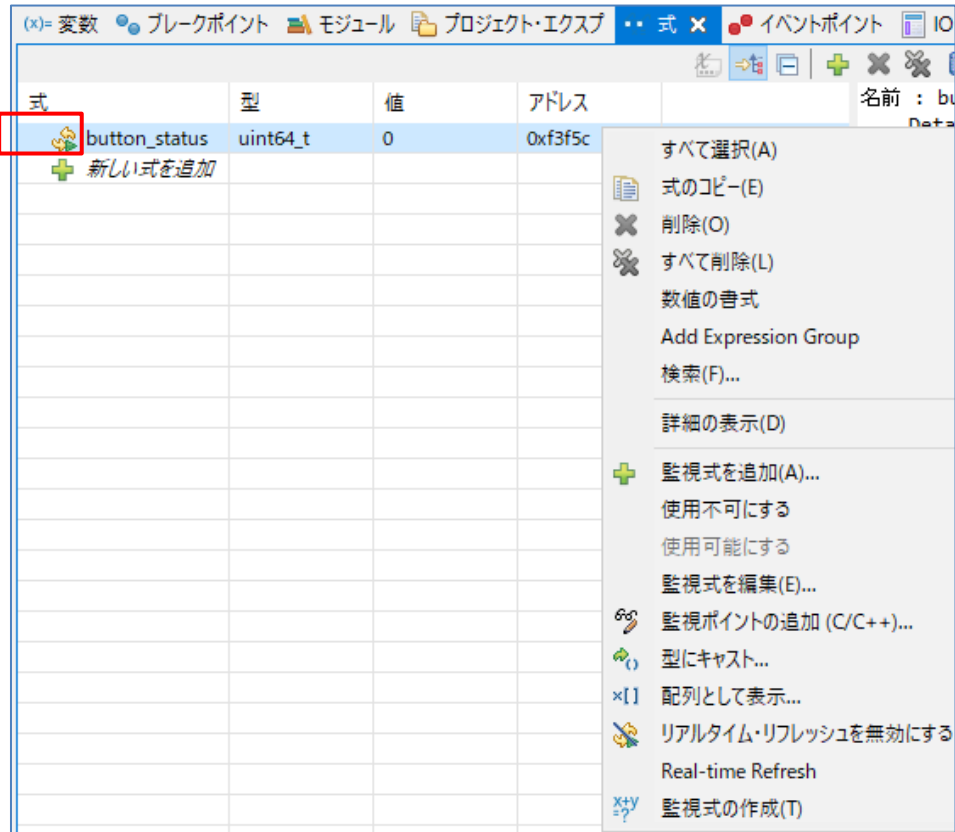 (x)= 変数 ブレークポイント モジュール プロジェクト・エクスプ 式 イベントポイント IO
式 型 値 アドレス 名前 : bu
Deta
button_status uint64_t 0 0xf3f5c
新しい式を追加
すべて選択(A)
式のコピー(E)
削除(O)
すべて削除(L)
数値の書式
Add Expression Group
検索(F)...
詳細の表示(D)
監視式を追加(A)...
使用不可にする
使用可能にする
監視式を編集(E)...
監視ポイントの追加 (C/C++)...
型にキャスト...
×[] 配列として表示...
リアルタイム・リフレッシュを無効にする
Real-time Refresh
x+y=? 監視式の作成(T)